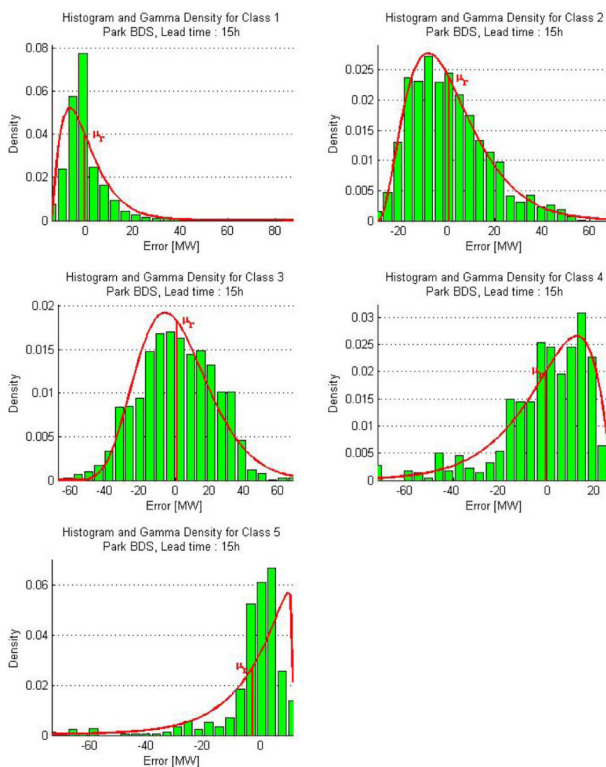 Histogram and Gamma Density for Class 1
Park BDS, Lead time : 15h
0.08
0.06
0.04
0.02
0
Density
μr
0
20
40
60
80
Error [MW]
Histogram and Gamma Density for Class 2
Park BDS, Lead time : 15h
0.025
0.02
0.015
0.01
0.005
0
Density
μr
-20
0
20
40
60
Error [MW]
Histogram and Gamma Density for Class 3
Park BDS, Lead time : 15h
0.02
0.015
0.01
0.005
0
Density
μr
-60
-40
-20
0
20
40
60
Error [MW]
Histogram and Gamma Density for Class 4
Park BDS, Lead time : 15h
0.03
0.025
0.02
0.015
0.01
0.005
0
Density
μr
-60
-40
-20
0
20
Error [MW]
Histogram and Gamma Density for Class 5
Park BDS, Lead time : 15h
0.06
0.04
0.02
0
Density
μr
-60
-40
-20
0
Error [MW]